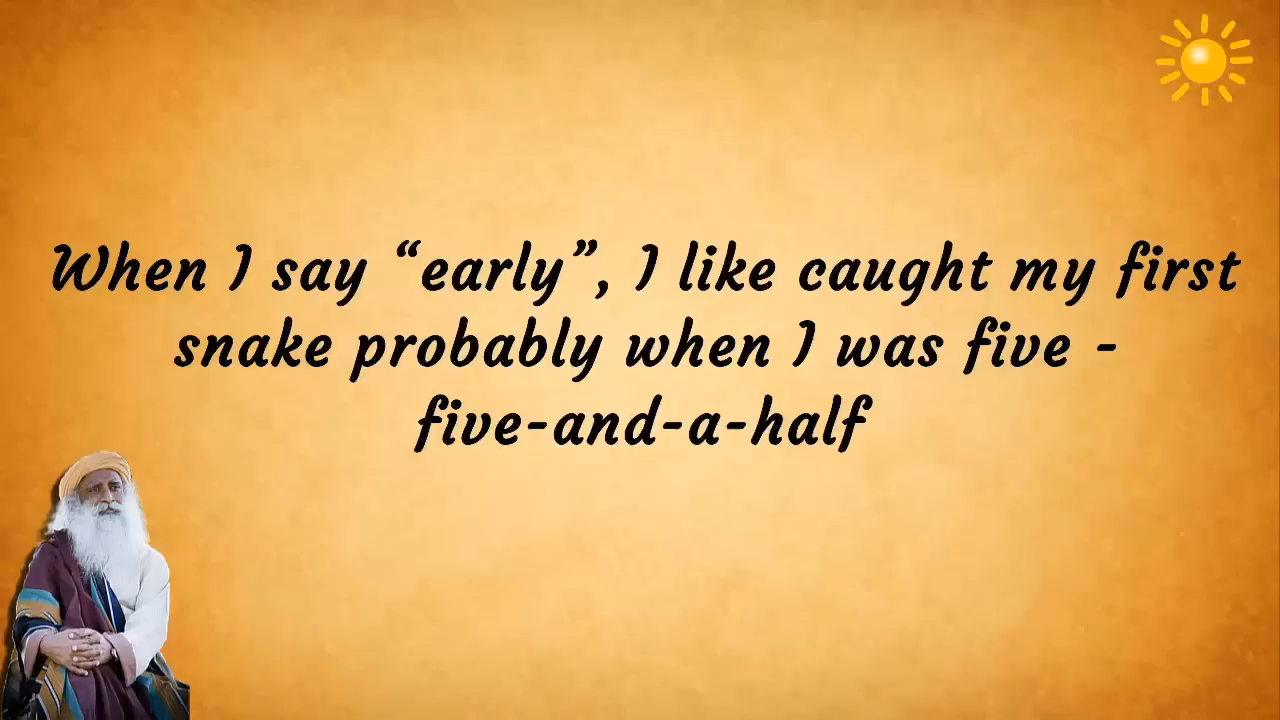 When I say “early”, I like caught my first
snake probably when I was five -
five-and-a-half